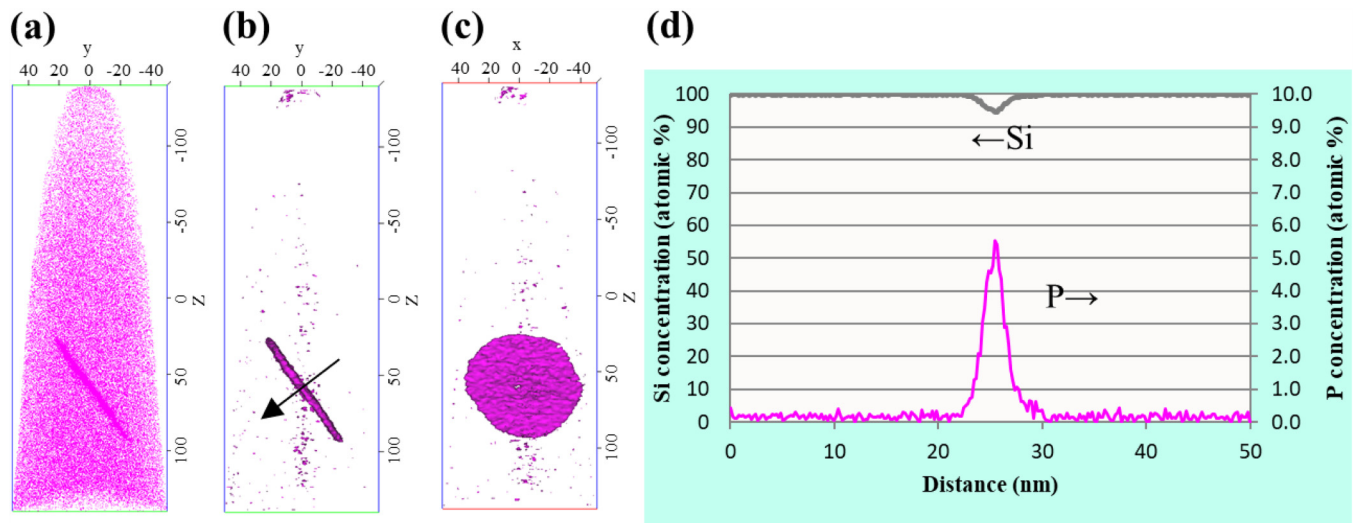 (a)
y
40 20 0 -20 -40
-100
-50
0
Z
50
100
(b)
y
40 20 0 -20 -40
-100
-50
0
Z
50
100
(c)
x
40 20 0 -20 -40
-100
-50
0
Z
50
100
(d)
Si concentration (atomic %)
100
90
80
70
60
50
40
30
20
10
0
←Si
P→
10.0
9.0
8.0
7.0
6.0
5.0
4.0
3.0
2.0
1.0
0.0
P concentration (atomic %)
0 10 20 30 40 50
Distance (nm)